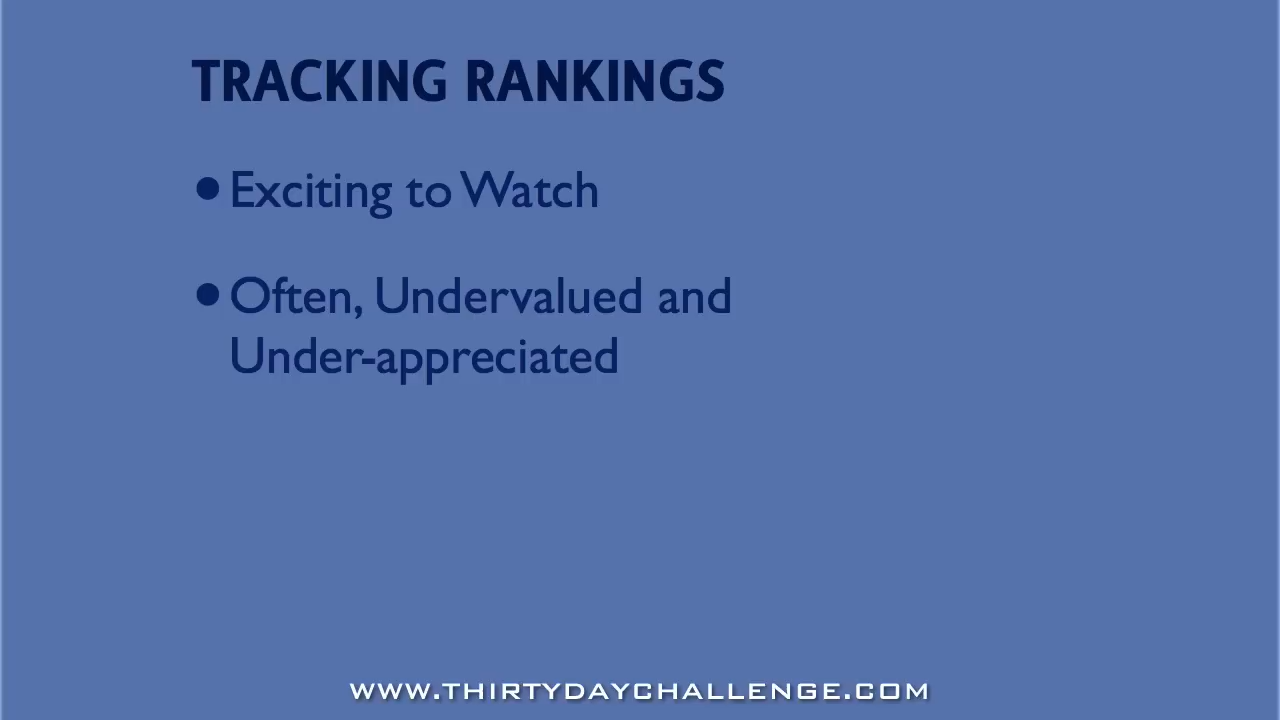 TRACKING RANKINGS
• Exciting to Watch
• Often, Undervalued and
Under-appreciated
WWW.THIRTYDAYCHALLENGE.COM